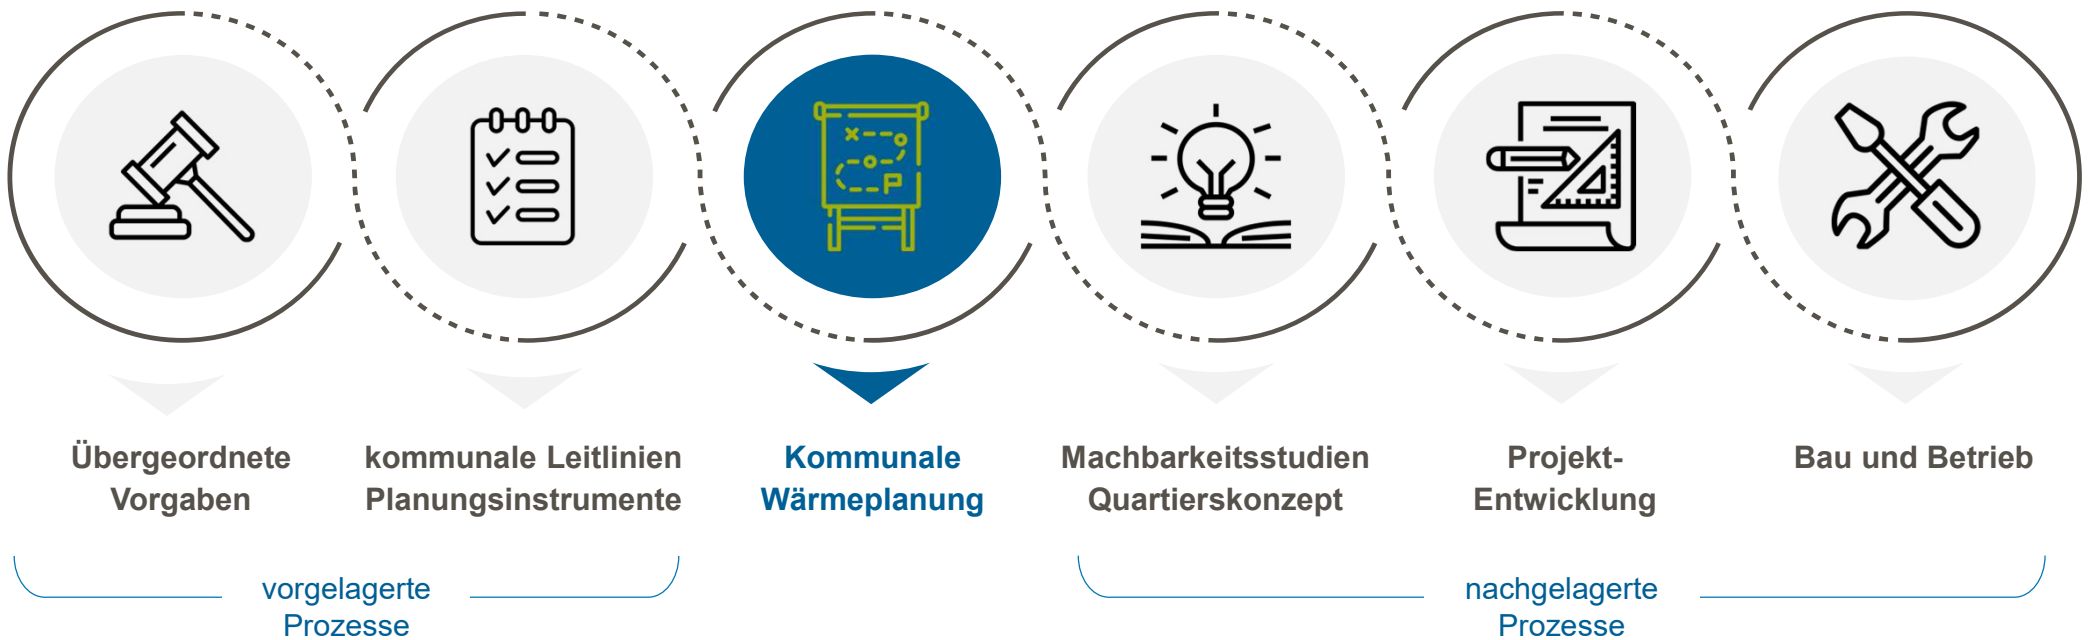 Übergeordnete
Vorgaben
kommunale Leitlinien
Planungsinstrumente
Kommunale
Wärmeplanung
Machbarkeitsstudien
Quartierskonzept
Projekt-
Entwicklung
Bau und Betrieb
vorgelagerte
Prozesse
nachgelagerte
Prozesse